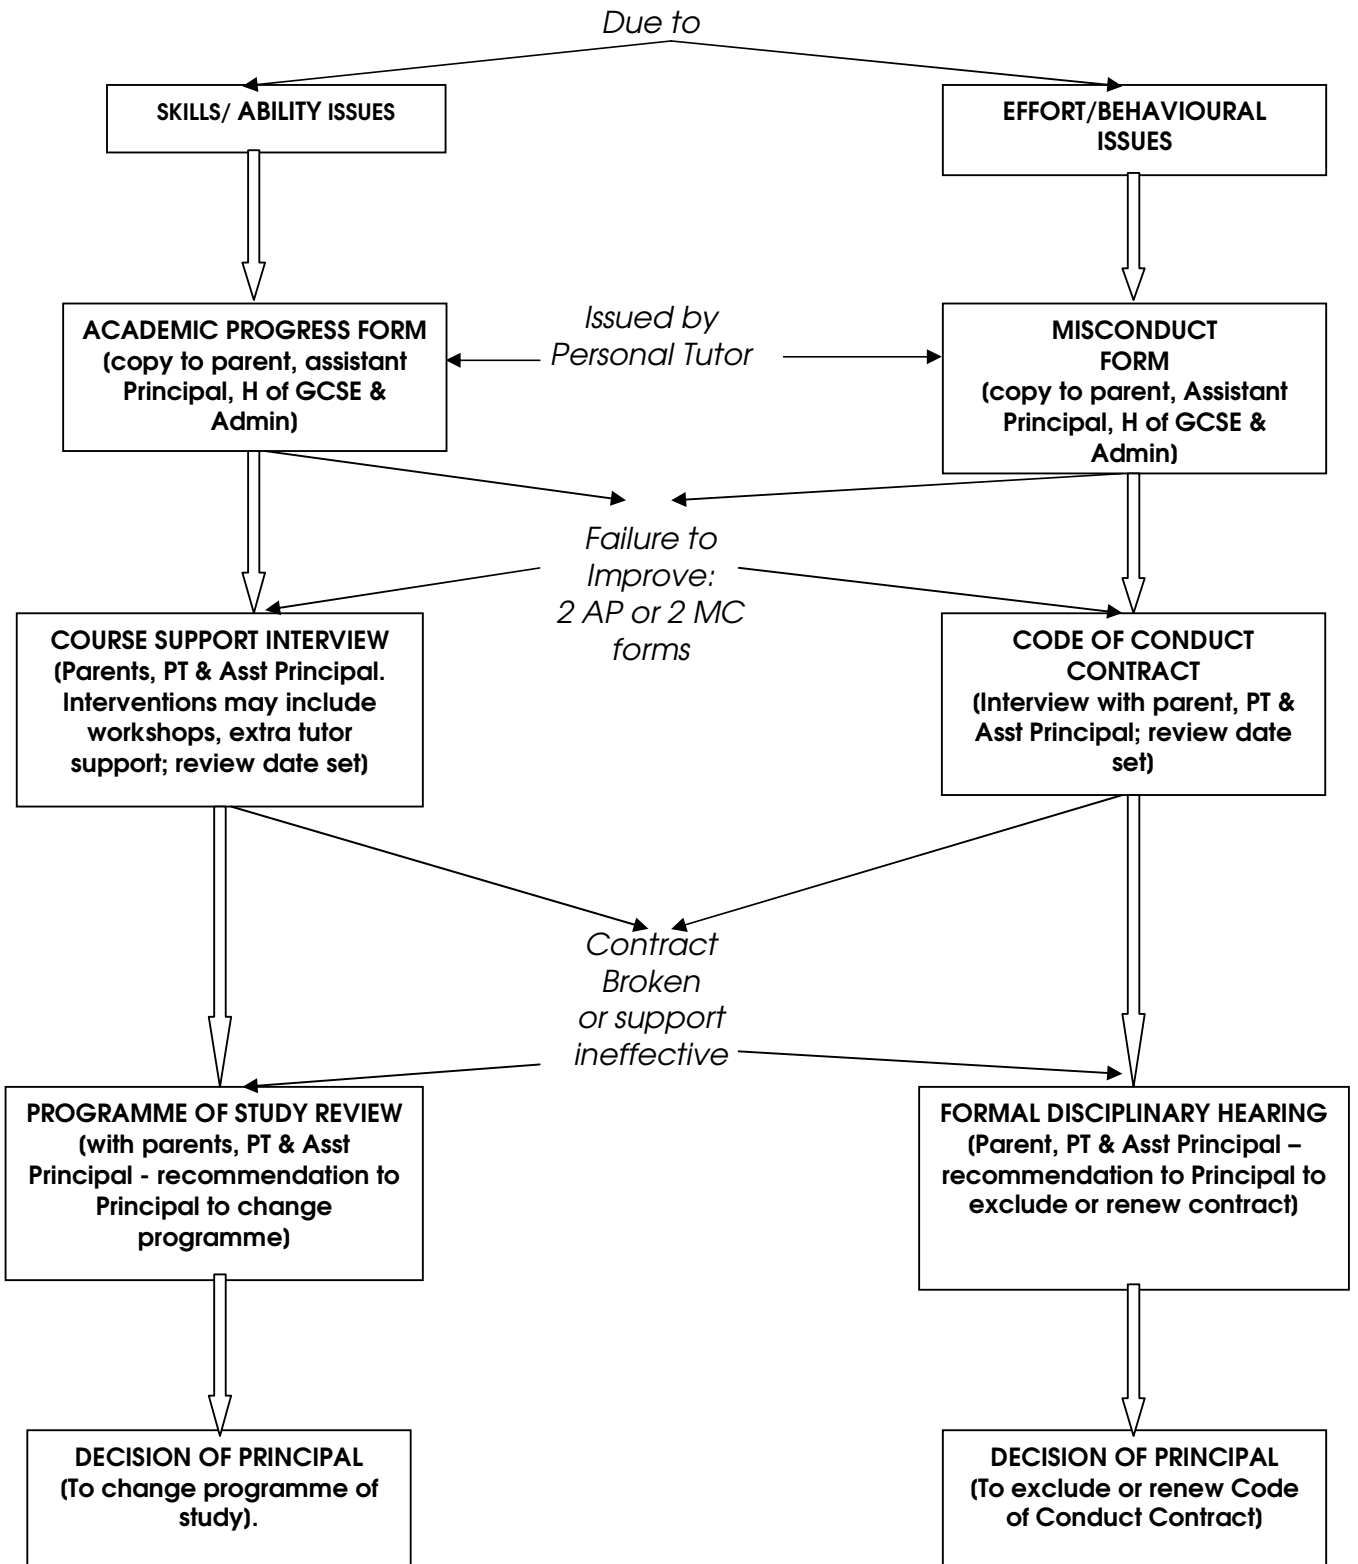 Due to
SKILLS/ ABILITY ISSUES
EFFORT/BEHAVIOURAL
ISSUES
ACADEMIC PROGRESS FORM
(copy to parent, assistant
Principal, H of GCSE &
Admin)
Issued by
Personal Tutor
MISCONDUCT
FORM
(copy to parent, Assistant
Principal, H of GCSE &
Admin)
Failure to
Improve:
2 AP or 2 MC
forms
COURSE SUPPORT INTERVIEW
(Parents, PT & Asst Principal.
Interventions may include
workshops, extra tutor
support; review date set)
CODE OF CONDUCT
CONTRACT
(Interview with parent, PT &
Asst Principal; review date
set)
Contract
Broken
or support
ineffective
PROGRAMME OF STUDY REVIEW
(with parents, PT & Asst
Principal - recommendation to
Principal to change
programme)
FORMAL DISCIPLINARY HEARING
(Parent, PT & Asst Principal –
recommendation to Principal to
exclude or renew contract)
DECISION OF PRINCIPAL
(To change programme of
study).
DECISION OF PRINCIPAL
(To exclude or renew Code
of Conduct Contract)